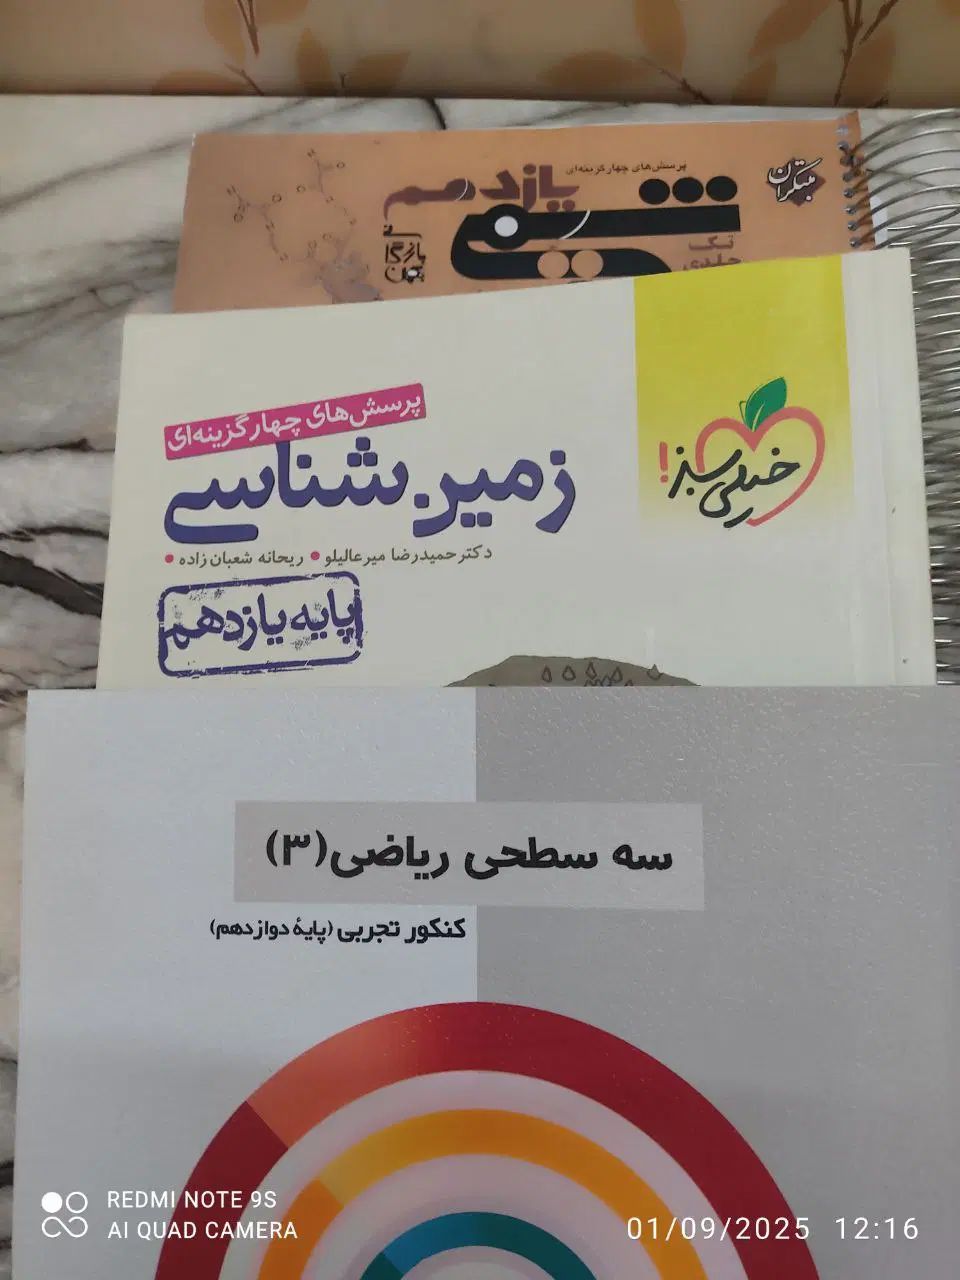 پرسش‌های چهارگزینه‌ای
مبتکران
یازدهم
شیمی
تک
جلدی
بهمن بازرگانی
خیلی سبز!
پرسش‌های چهارگزینه‌ای
زمین‌شناسی
دکتر حمیدرضا میرعالیلو • ریحانه شعبان‌زاده •
پایه یازدهم
سه سطحی ریاضی (۳)
کنکور تجربی (پایهٔ دوازدهم)
REDMI NOTE 9S
AI QUAD CAMERA
01/09/2025 12:16